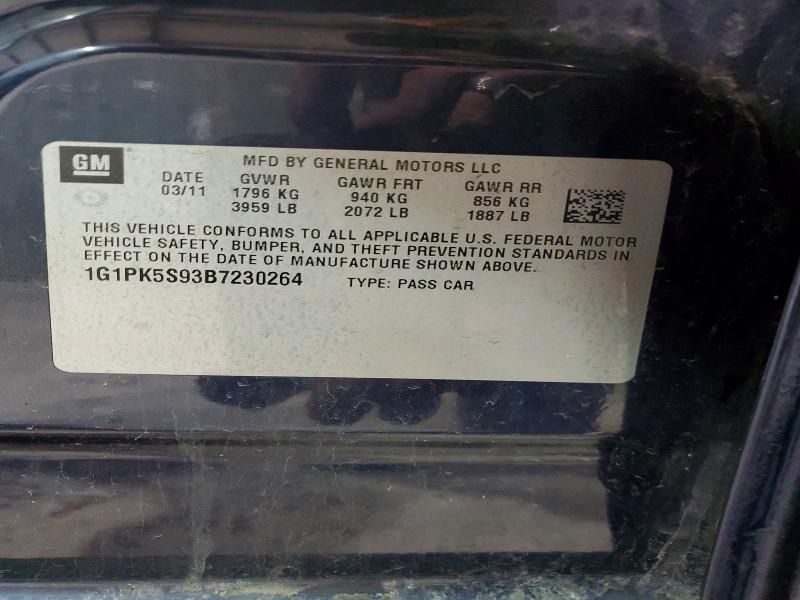 GM
MFD BY GENERAL MOTORS LLC
DATE GVWR GAWR FRT GAWR RR
03/11 1796 KG 940 KG 856 KG
3959 LB 2072 LB 1887 LB
THIS VEHICLE CONFORMS TO ALL APPLICABLE U.S. FEDERAL MOTOR
VEHICLE SAFETY, BUMPER, AND THEFT PREVENTION STANDARDS IN
EFFECT ON THE DATE OF MANUFACTURE SHOWN ABOVE.
1G1PK5S93B7230264 TYPE: PASS CAR